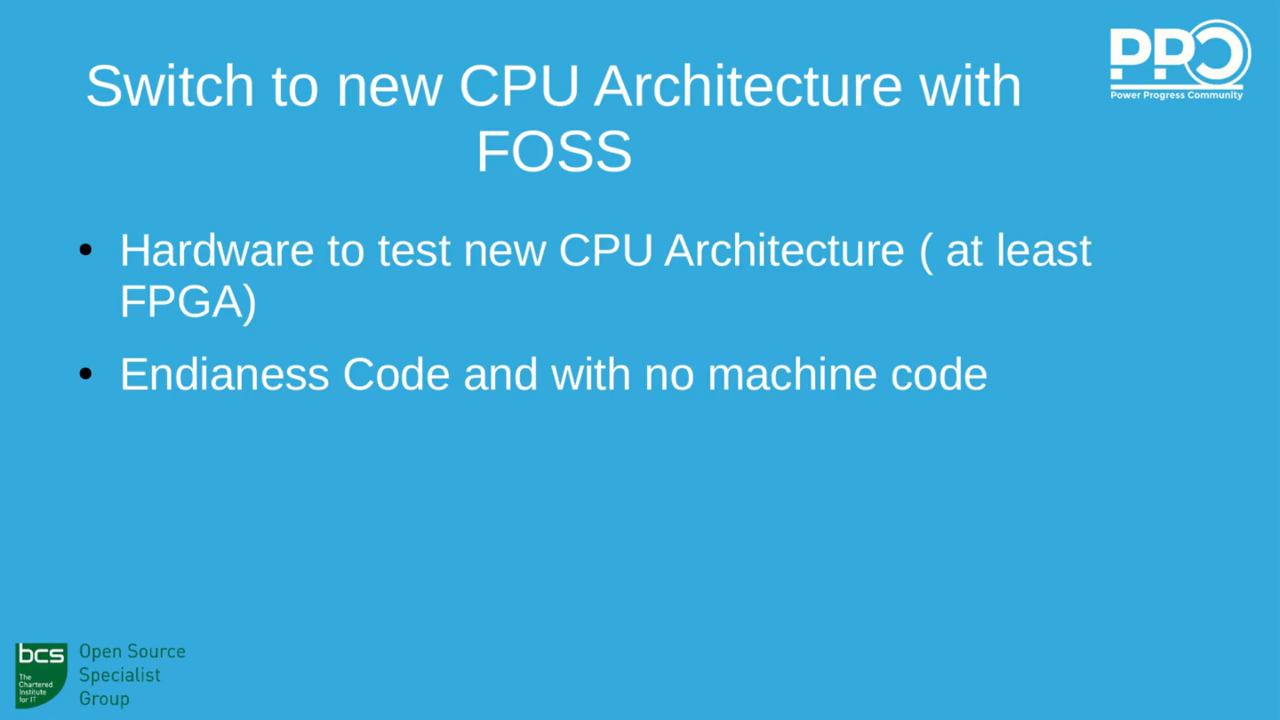 PPC
Power Progress Community
Switch to new CPU Architecture with
FOSS
• Hardware to test new CPU Architecture ( at least
FPGA)
• Endianess Code and with no machine code
bcs
The
Chartered
Institute
for IT
Open Source
Specialist
Group